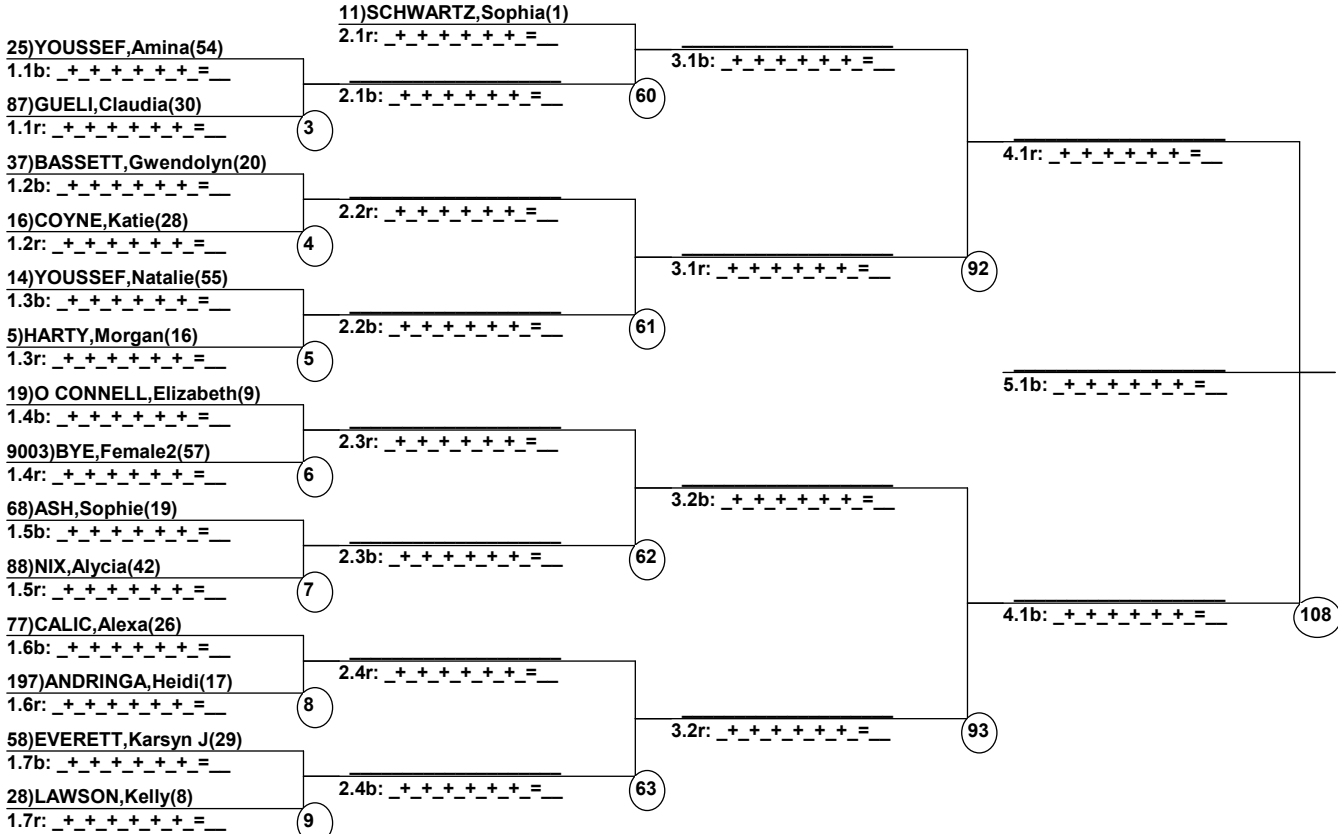 11)SCHWARTZ,Sophia(1)
2.1r: _+_+_+_+_+_=__
25)YOUSSEF,Amina(54)
1.1b: _+_+_+_+_+_=__
3.1b: _+_+_+_+_+_=__
2.1b: _+_+_+_+_+_=__
60
87)GUELI,Claudia(30)
1.1r: _+_+_+_+_+_=__
3
4.1r: _+_+_+_+_+_=__
37)BASSETT,Gwendolyn(20)
1.2b: _+_+_+_+_+_=__
2.2r: _+_+_+_+_+_=__
16)COYNE,Katie(28)
1.2r: _+_+_+_+_+_=__
4
3.1r: _+_+_+_+_+_=__
92
14)YOUSSEF,Natalie(55)
1.3b: _+_+_+_+_+_=__
2.2b: _+_+_+_+_+_=__
61
5)HARTY,Morgan(16)
1.3r: _+_+_+_+_+_=__
5
5.1b: _+_+_+_+_+_=__
19)O CONNELL,Elizabeth(9)
1.4b: _+_+_+_+_+_=__
2.3r: _+_+_+_+_+_=__
9003)BYE,Female2(57)
1.4r: _+_+_+_+_+_=__
6
3.2b: _+_+_+_+_+_=__
68)ASH,Sophie(19)
1.5b: _+_+_+_+_+_=__
2.3b: _+_+_+_+_+_=__
62
88)NIX,Alycia(42)
1.5r: _+_+_+_+_+_=__
7
4.1b: _+_+_+_+_+_=__
108
77)CALIC,Alexa(26)
1.6b: _+_+_+_+_+_=__
2.4r: _+_+_+_+_+_=__
197)ANDRINGA,Heidi(17)
1.6r: _+_+_+_+_+_=__
8
3.2r: _+_+_+_+_+_=__
93
58)EVERETT,Karsyn J(29)
1.7b: _+_+_+_+_+_=__
2.4b: _+_+_+_+_+_=__
63
28)LAWSON,Kelly(8)
1.7r: _+_+_+_+_+_=__
9